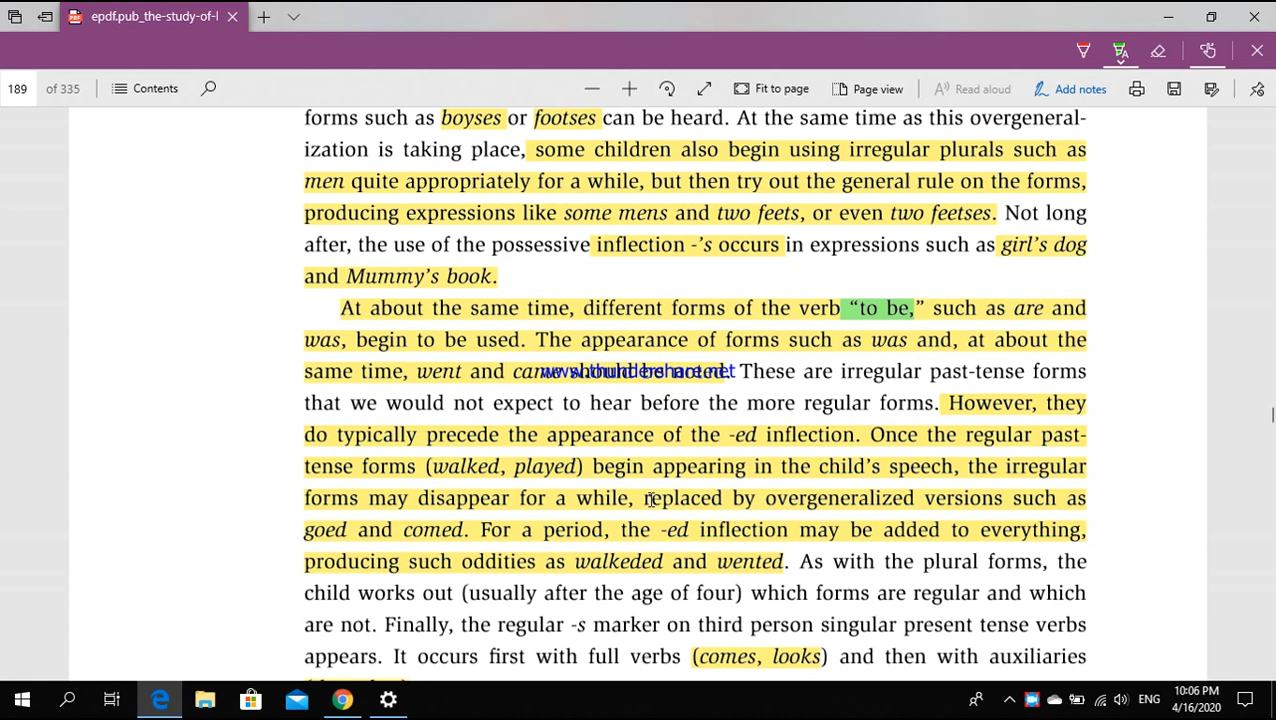 epdf.pub_the-study-of-l
189 of 335
Contents
Fit to page
Page view
Read aloud
Add notes
forms such as boyses or footses can be heard. At the same time as this overgeneral-
ization is taking place, some children also begin using irregular plurals such as
men quite appropriately for a while, but then try out the general rule on the forms,
producing expressions like some mens and two feets, or even two feetses. Not long
after, the use of the possessive inflection -'s occurs in expressions such as girl's dog
and Mummy's book.
At about the same time, different forms of the verb “to be,” such as are and
was, begin to be used. The appearance of forms such as was and, at about the
same time, went and came should be noted. These are irregular past-tense forms
www.thundershare.net
that we would not expect to hear before the more regular forms. However, they
do typically precede the appearance of the -ed inflection. Once the regular past-
tense forms (walked, played) begin appearing in the child's speech, the irregular
forms may disappear for a while, replaced by overgeneralized versions such as
goed and comed. For a period, the -ed inflection may be added to everything,
producing such oddities as walkeded and wented. As with the plural forms, the
child works out (usually after the age of four) which forms are regular and which
are not. Finally, the regular -s marker on third person singular present tense verbs
appears. It occurs first with full verbs (comes, looks) and then with auxiliaries
ENG
10:06 PM
4/16/2020